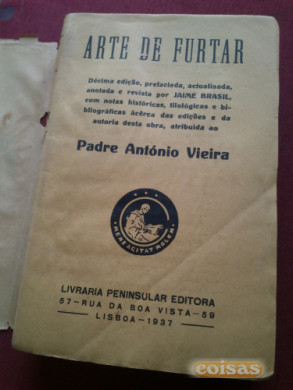 ARTE DE FURTAR
Décima edição, prefaciada, actualizada,
anotada e revista por JAIME BRASIL,
com notas históricas, filológicas e bi-
bliográficas àcêrca das edições e da
autoria desta obra, atribuída ao
Padre António Vieira
LIVRARIA PENINSULAR EDITORA
57—RUA DA BOA VISTA—59
LISBOA—1937
coisas